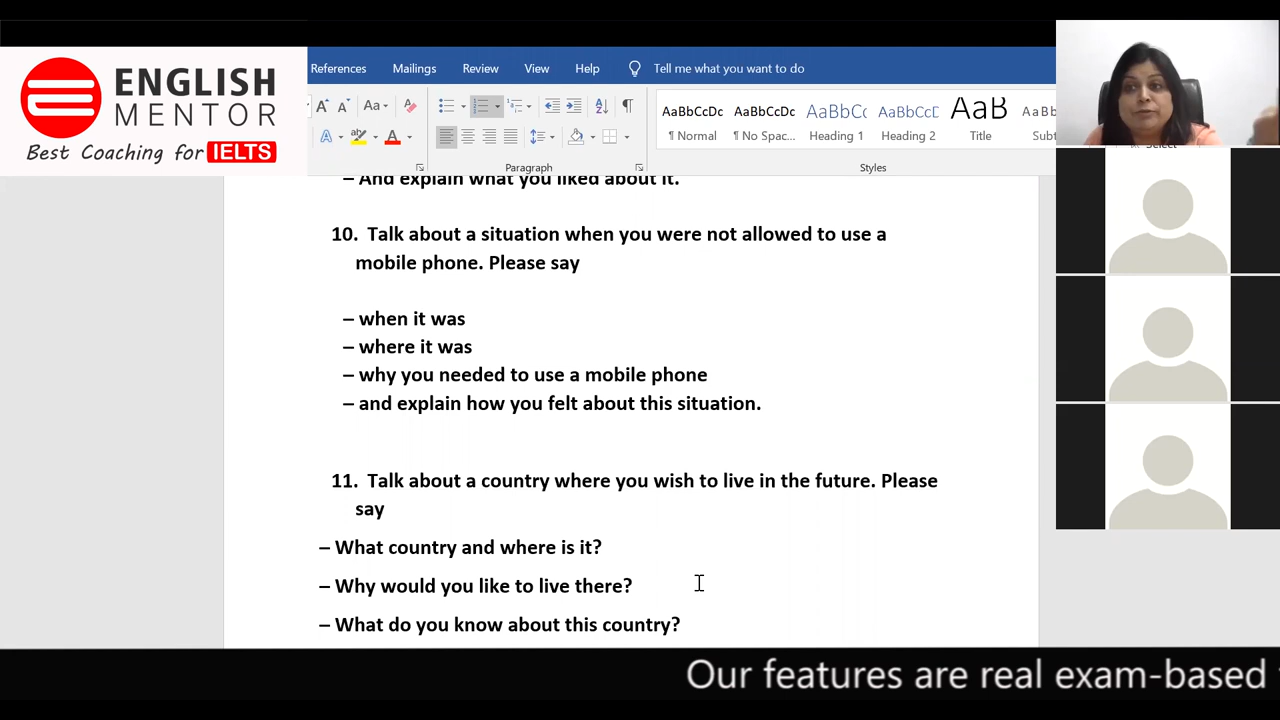 ENGLISH
MENTOR
Best Coaching for IELTS
References Mailings Review View Help Tell me what you want to do
Aa
A A
AaBbCcDc AaBbCcDc AaBbCc AaBbCcD AaB AaBb
¶ Normal ¶ No Spac... Heading 1 Heading 2 Title Subt
Paragraph Styles
Select
– And explain what you liked about it.
10. Talk about a situation when you were not allowed to use a
mobile phone. Please say
– when it was
– where it was
– why you needed to use a mobile phone
– and explain how you felt about this situation.
11. Talk about a country where you wish to live in the future. Please
say
– What country and where is it?
– Why would you like to live there?
– What do you know about this country?
Our features are real exam-based